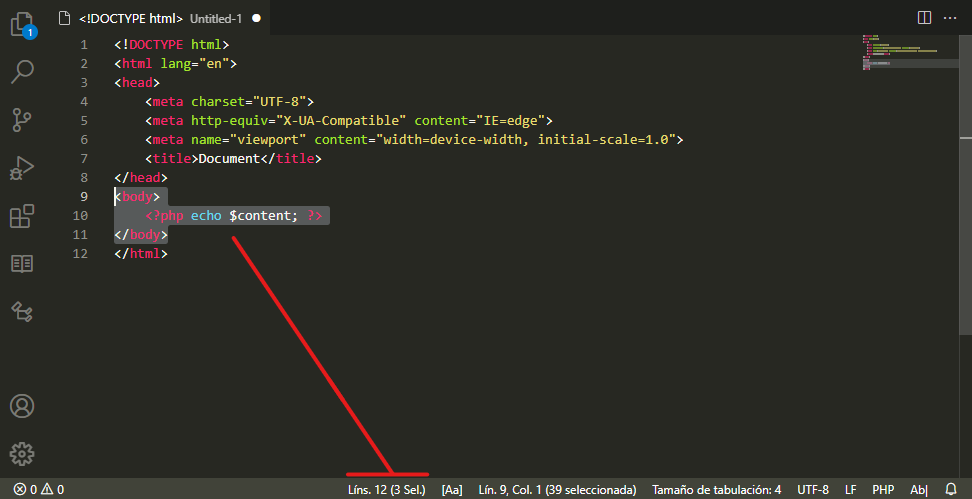 <!DOCTYPE html> Untitled-1
1 <!DOCTYPE html>
2 <html lang="en">
3 <head>
4     <meta charset="UTF-8">
5     <meta http-equiv="X-UA-Compatible" content="IE=edge">
6     <meta name="viewport" content="width=device-width, initial-scale=1.0">
7     <title>Document</title>
8 </head>
9 <body>
10     <?php echo $content; ?>
11 </body>
12 </html>
1
0 0 Líns. 12 (3 Sel.) [Aa] Lín. 9, Col. 1 (39 seleccionada) Tamaño de tabulación: 4 UTF-8 LF PHP Ab|